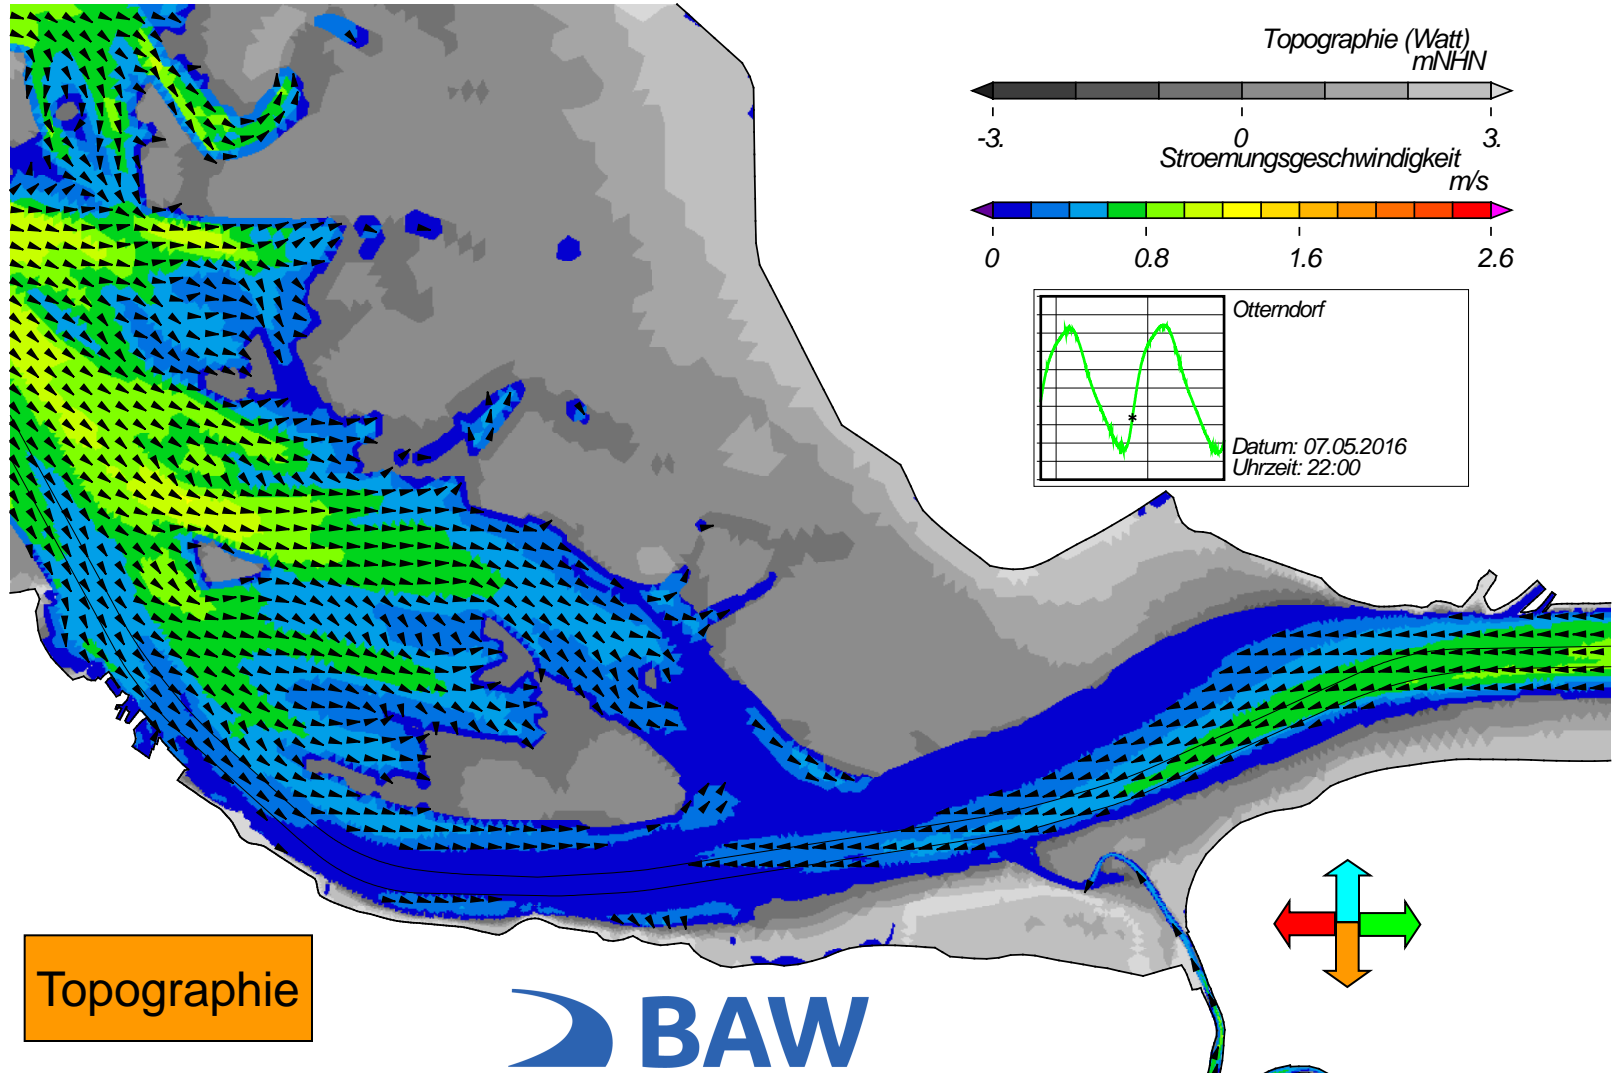 Topographie (Watt)
mNHN
-3. 0 3.
Stroemungsgeschwindigkeit
m/s
0 0.8 1.6 2.6
Otterndorf
*
Datum: 07.05.2016
Uhrzeit: 22:00
Topographie
BAW